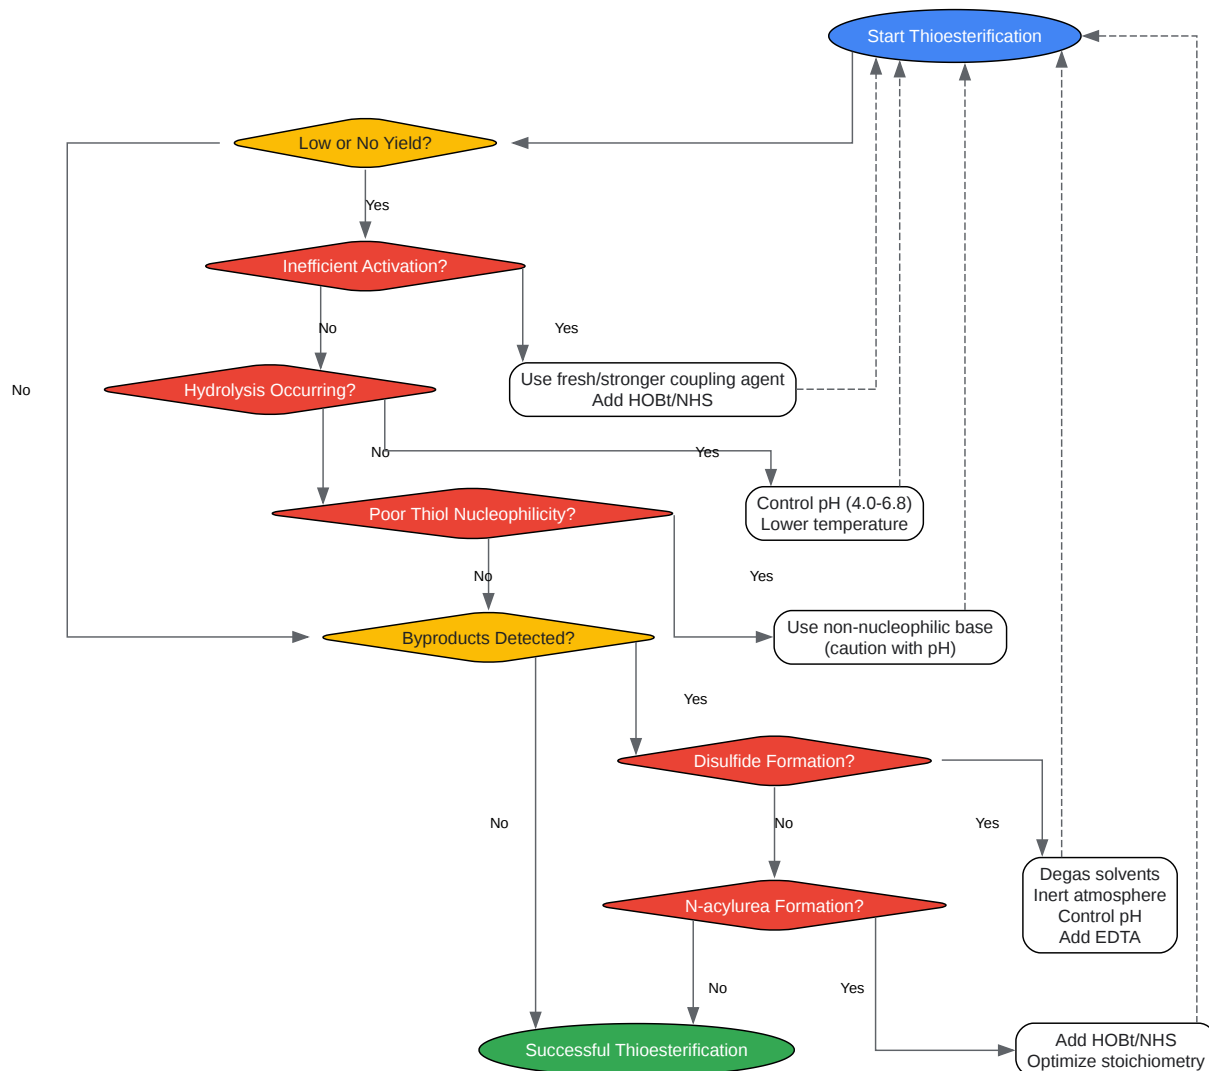 Start Thioesterification
Low or No Yield?
Yes
Inefficient Activation?
No
Yes
Use fresh/stronger coupling agent
Add HOBt/NHS
Hydrolysis Occurring?
No
No
Yes
Control pH (4.0-6.8)
Lower temperature
Poor Thiol Nucleophilicity?
No
Yes
Use non-nucleophilic base
(caution with pH)
Byproducts Detected?
Yes
Disulfide Formation?
No
No
Yes
Degas solvents
Inert atmosphere
Control pH
Add EDTA
N-acylurea Formation?
No
Yes
Add HOBt/NHS
Optimize stoichiometry
Successful Thioesterification